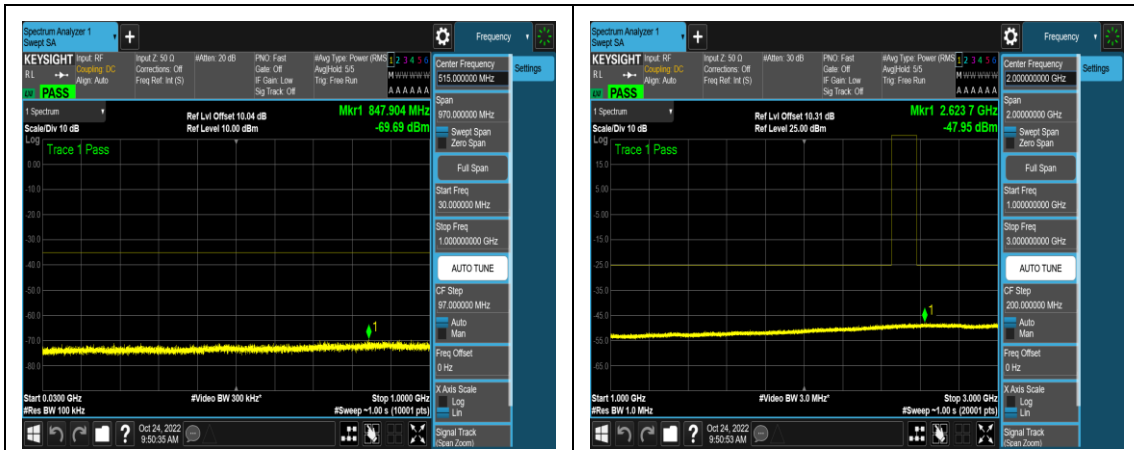 Spectrum Analyzer 1
Swept SA
Frequency
KEYSIGHT
Input: RF
Coupling: DC
Align: Auto
Input Z: 50 Ω
Corrections: Off
Freq Ref: Int (S)
#Atten: 20 dB
PNO: Fast
Gate: Off
IF Gain: Low
Sig Track: Off
#Avg Type: Power (RMS
Avg|Hold: 5/5
Trig: Free Run
1 2 3 4 5 6
M W W W W W
A A A A A A
RL
PASS
1 Spectrum
Scale/Div 10 dB
Ref Lvl Offset 10.04 dB
Ref Level 10.00 dBm
Mkr1 847.904 MHz
-69.69 dBm
Log
Trace 1 Pass
0.00
-10.0
-20.0
-30.0
-40.0
-50.0
-60.0
-70.0
-80.0
1
Start 0.0300 GHz
#Res BW 100 kHz
#Video BW 300 kHz*
Stop 1.0000 GHz
#Sweep ~1.00 s (10001 pts)
Oct 24, 2022
9:50:35 AM
Center Frequency
515.000000 MHz
Settings
Span
970.000000 MHz
Swept Span
Zero Span
Full Span
Start Freq
30.000000 MHz
Stop Freq
1.000000000 GHz
AUTO TUNE
CF Step
97.000000 MHz
Auto
Man
Freq Offset
0 Hz
X Axis Scale
Log
Lin
Signal Track
(Span Zoom)
Spectrum Analyzer 1
Swept SA
Frequency
KEYSIGHT
Input: RF
Coupling: DC
Align: Auto
Input Z: 50 Ω
Corrections: Off
Freq Ref: Int (S)
#Atten: 30 dB
PNO: Fast
Gate: Off
IF Gain: Low
Sig Track: Off
#Avg Type: Power (RMS
Avg|Hold: 5/5
Trig: Free Run
1 2 3 4 5 6
M W W W W W
A A A A A A
RL
PASS
1 Spectrum
Scale/Div 10 dB
Ref Lvl Offset 10.31 dB
Ref Level 25.00 dBm
Mkr1 2.623 7 GHz
-47.95 dBm
Log
Trace 1 Pass
15.0
5.00
-5.00
-15.0
-25.0
-35.0
-45.0
-55.0
-65.0
1
Start 1.000 GHz
#Res BW 1.0 MHz
#Video BW 3.0 MHz*
Stop 3.000 GHz
#Sweep ~1.00 s (20001 pts)
Oct 24, 2022
9:50:53 AM
Center Frequency
2.000000000 GHz
Settings
Span
2.00000000 GHz
Swept Span
Zero Span
Full Span
Start Freq
1.000000000 GHz
Stop Freq
3.000000000 GHz
AUTO TUNE
CF Step
200.000000 MHz
Auto
Man
Freq Offset
0 Hz
X Axis Scale
Log
Lin
Signal Track
(Span Zoom)